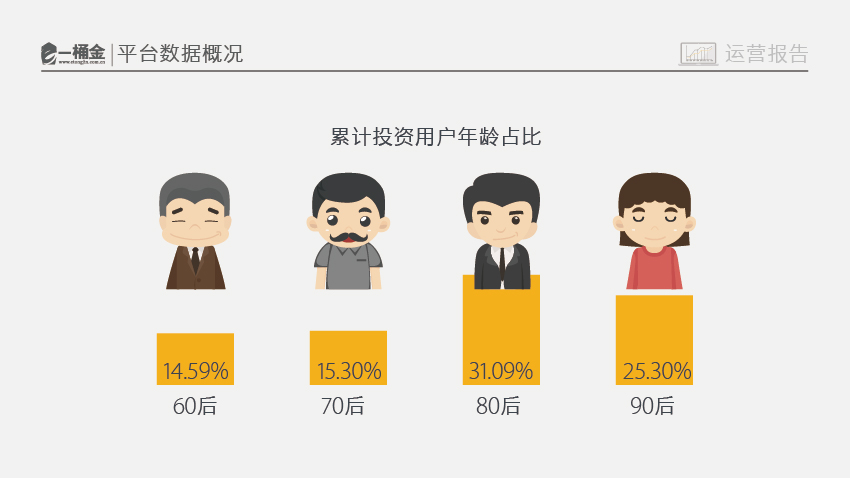 一桶金
平台数据概况
运营报告
累计投资用户年龄占比
14.59%
15.30%
31.09%
25.30%
60后
70后
80后
90后